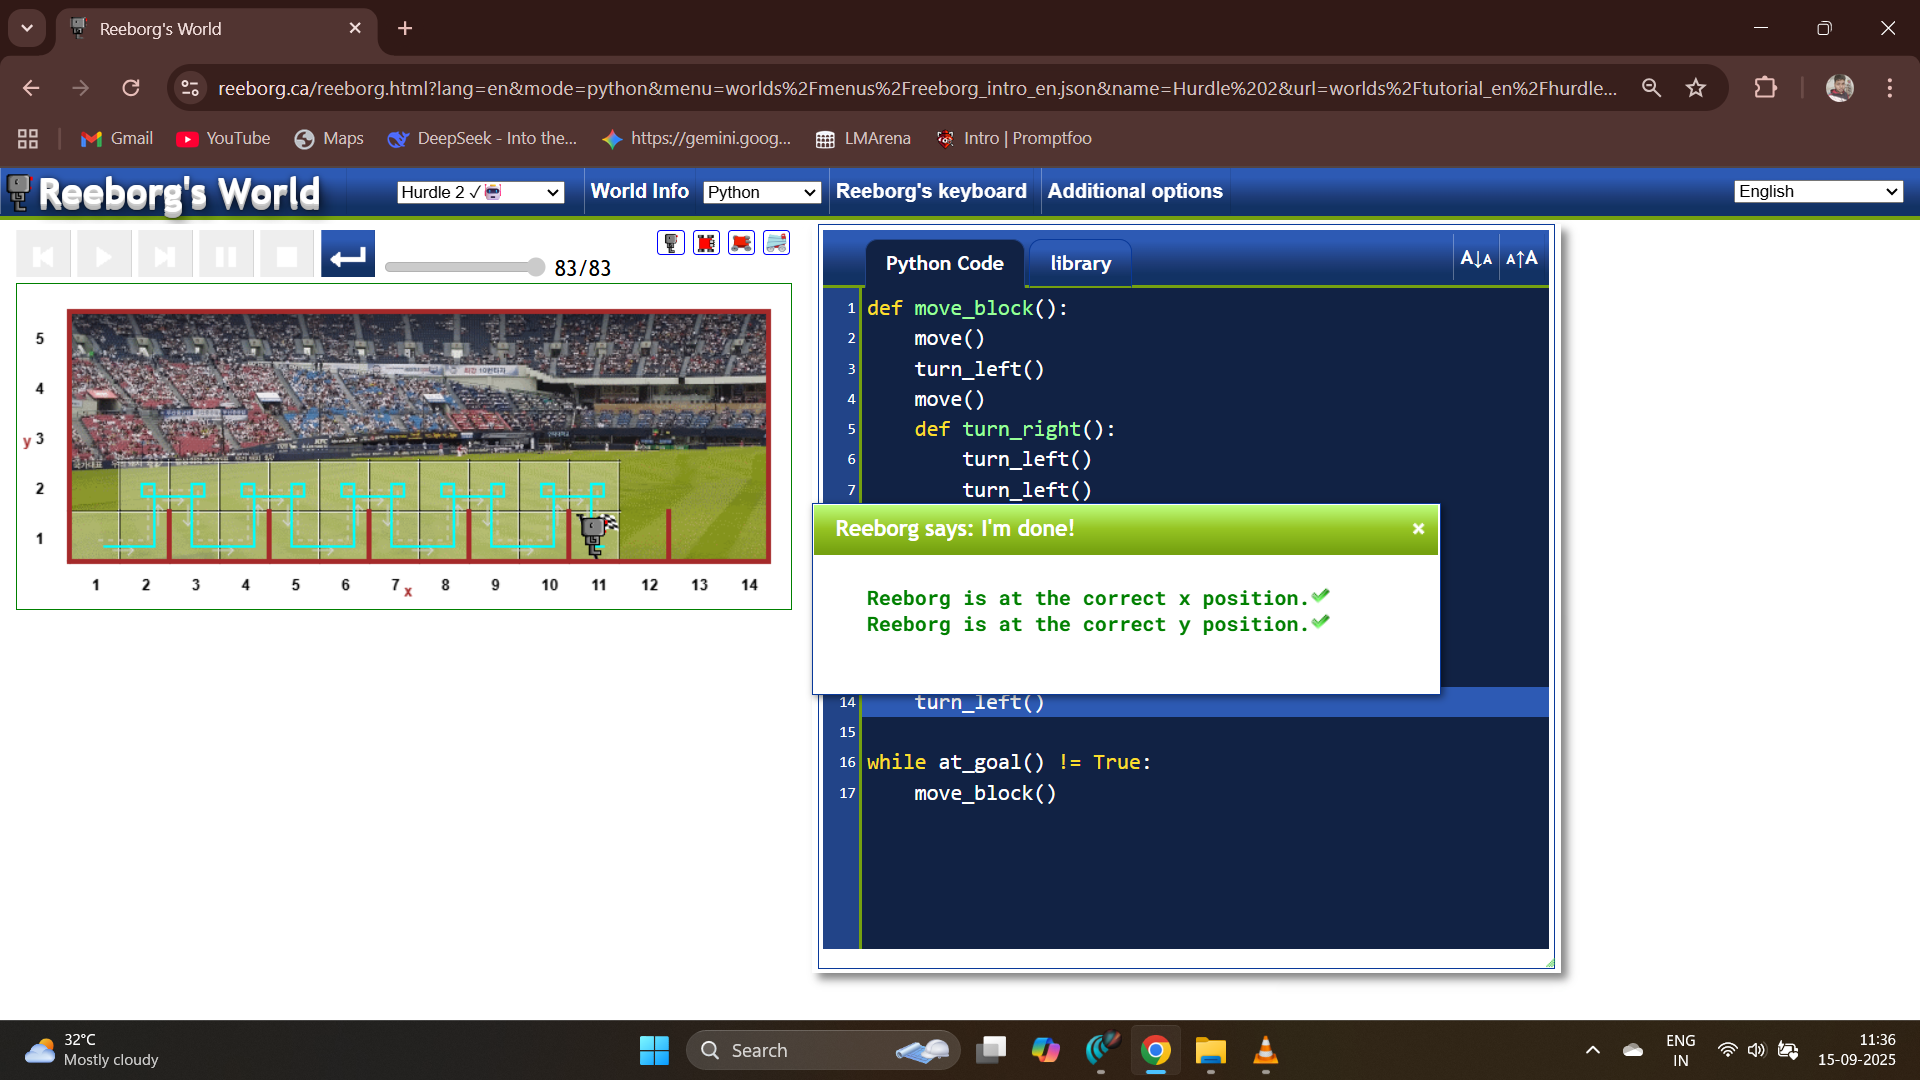 Reeborg's World
reeborg.ca/reeborg.html?lang=en&mode=python&menu=worlds%2Fmenus%2Freeborg_intro_en.json&name=Hurdle%202&url=worlds%2Ftutorial_en%2Fhurdle...
Gmail
YouTube
Maps
DeepSeek - Into the...
https://gemini.goog...
LMArena
Intro | Promptfoo
Reeborg's World
Hurdle 2 ✓
World Info
Python
Reeborg's keyboard
Additional options
English
83/83
5
4
y 3
2
1
1 2 3 4 5 6 7 x 8 9 10 11 12 13 14
Python Code
library
A↓A
A↑A
1 def move_block():
2 move()
3 turn_left()
4 move()
5 def turn_right():
6 turn_left()
7 turn_left()
Reeborg says: I'm done!
×
Reeborg is at the correct x position.✔
Reeborg is at the correct y position.✔
14 turn_left()
15
16 while at_goal() != True:
17 move_block()
32°C
Mostly cloudy
Search
ENG
IN
11:36
15-09-2025